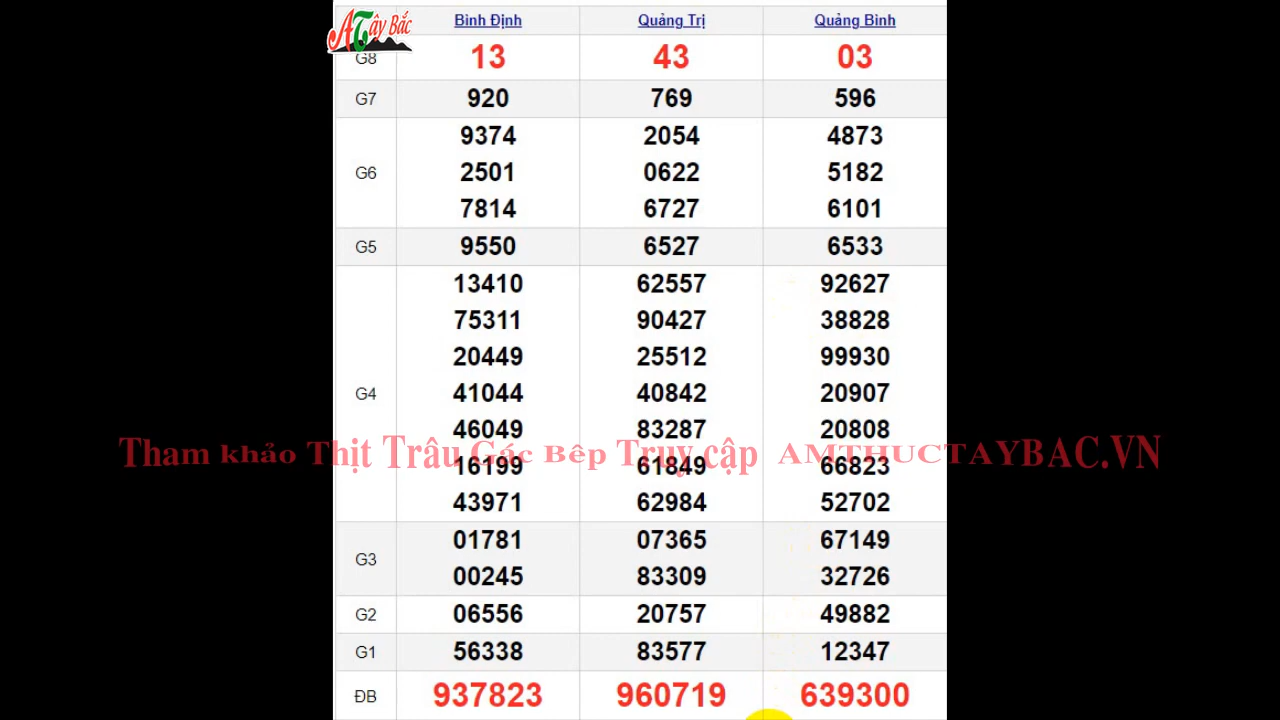 ATây Bắc
Bình Định Quảng Trị Quảng Bình
G8 13 43 03
G7 920 769 596
9374 2054 4873
G6 2501 0622 5182
7814 6727 6101
G5 9550 6527 6533
13410 62557 92627
75311 90427 38828
20449 25512 99930
G4 41044 40842 20907
46049 83287 20808
Tham khảo Thịt Trâu Gác Bếp Truy cập AMTHUCTAYBAC.VN
16199 61849 66823
43971 62984 52702
01781 07365 67149
G3
00245 83309 32726
G2 06556 20757 49882
G1 56338 83577 12347
ĐB 937823 960719 639300